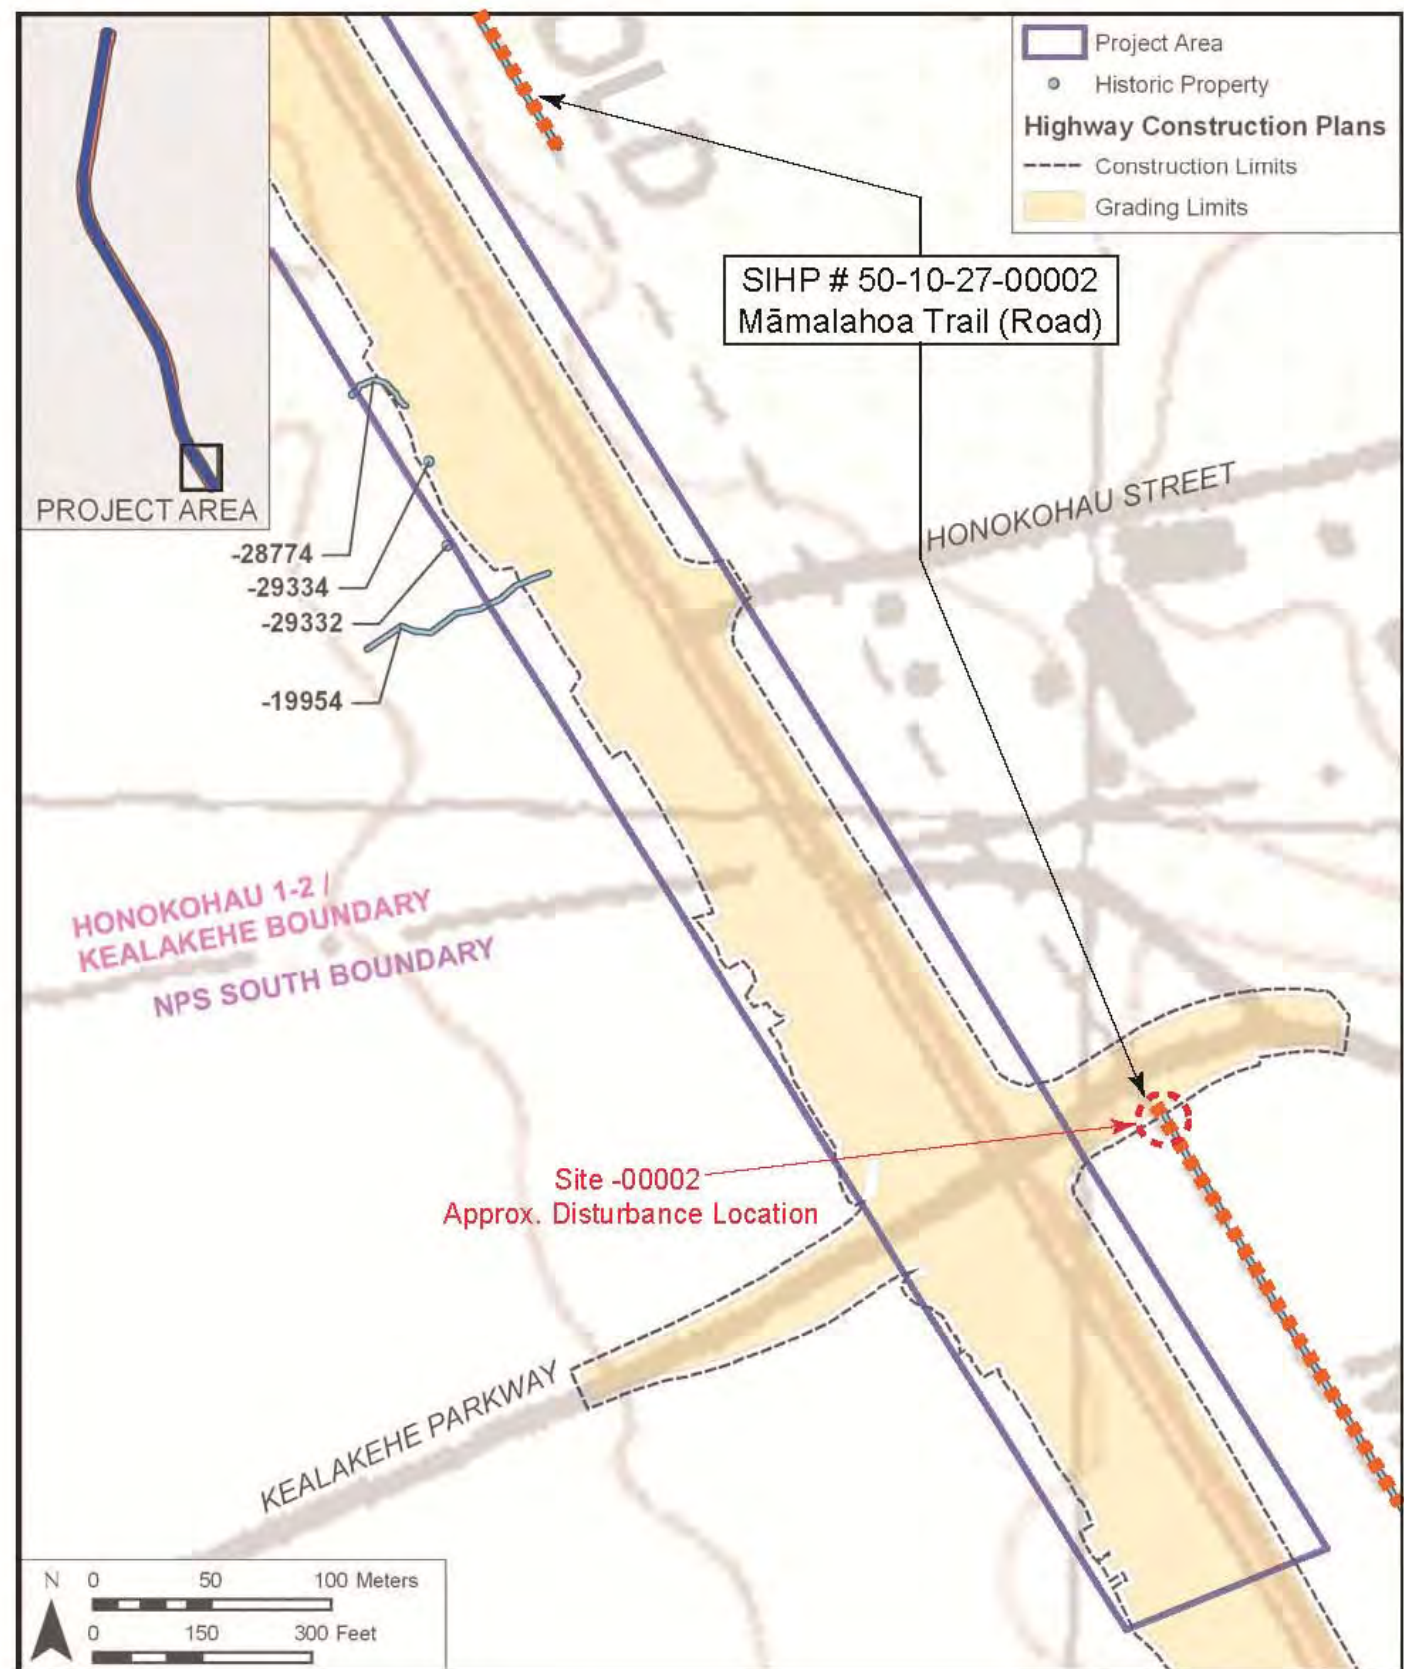 OLD
Project Area
Historic Property
Highway Construction Plans
Construction Limits
Grading Limits
SIHP # 50-10-27-00002
Māmalahoa Trail (Road)
PROJECT AREA
HONOKOHAU STREET
-28774
-29334
-29332
-19954
HONOKOHAU 1-2 /
KEALAKEHE BOUNDARY
NPS SOUTH BOUNDARY
Site -00002
Approx. Disturbance Location
KEALAKEHE PARKWAY
N 0 50 100 Meters
0 150 300 Feet